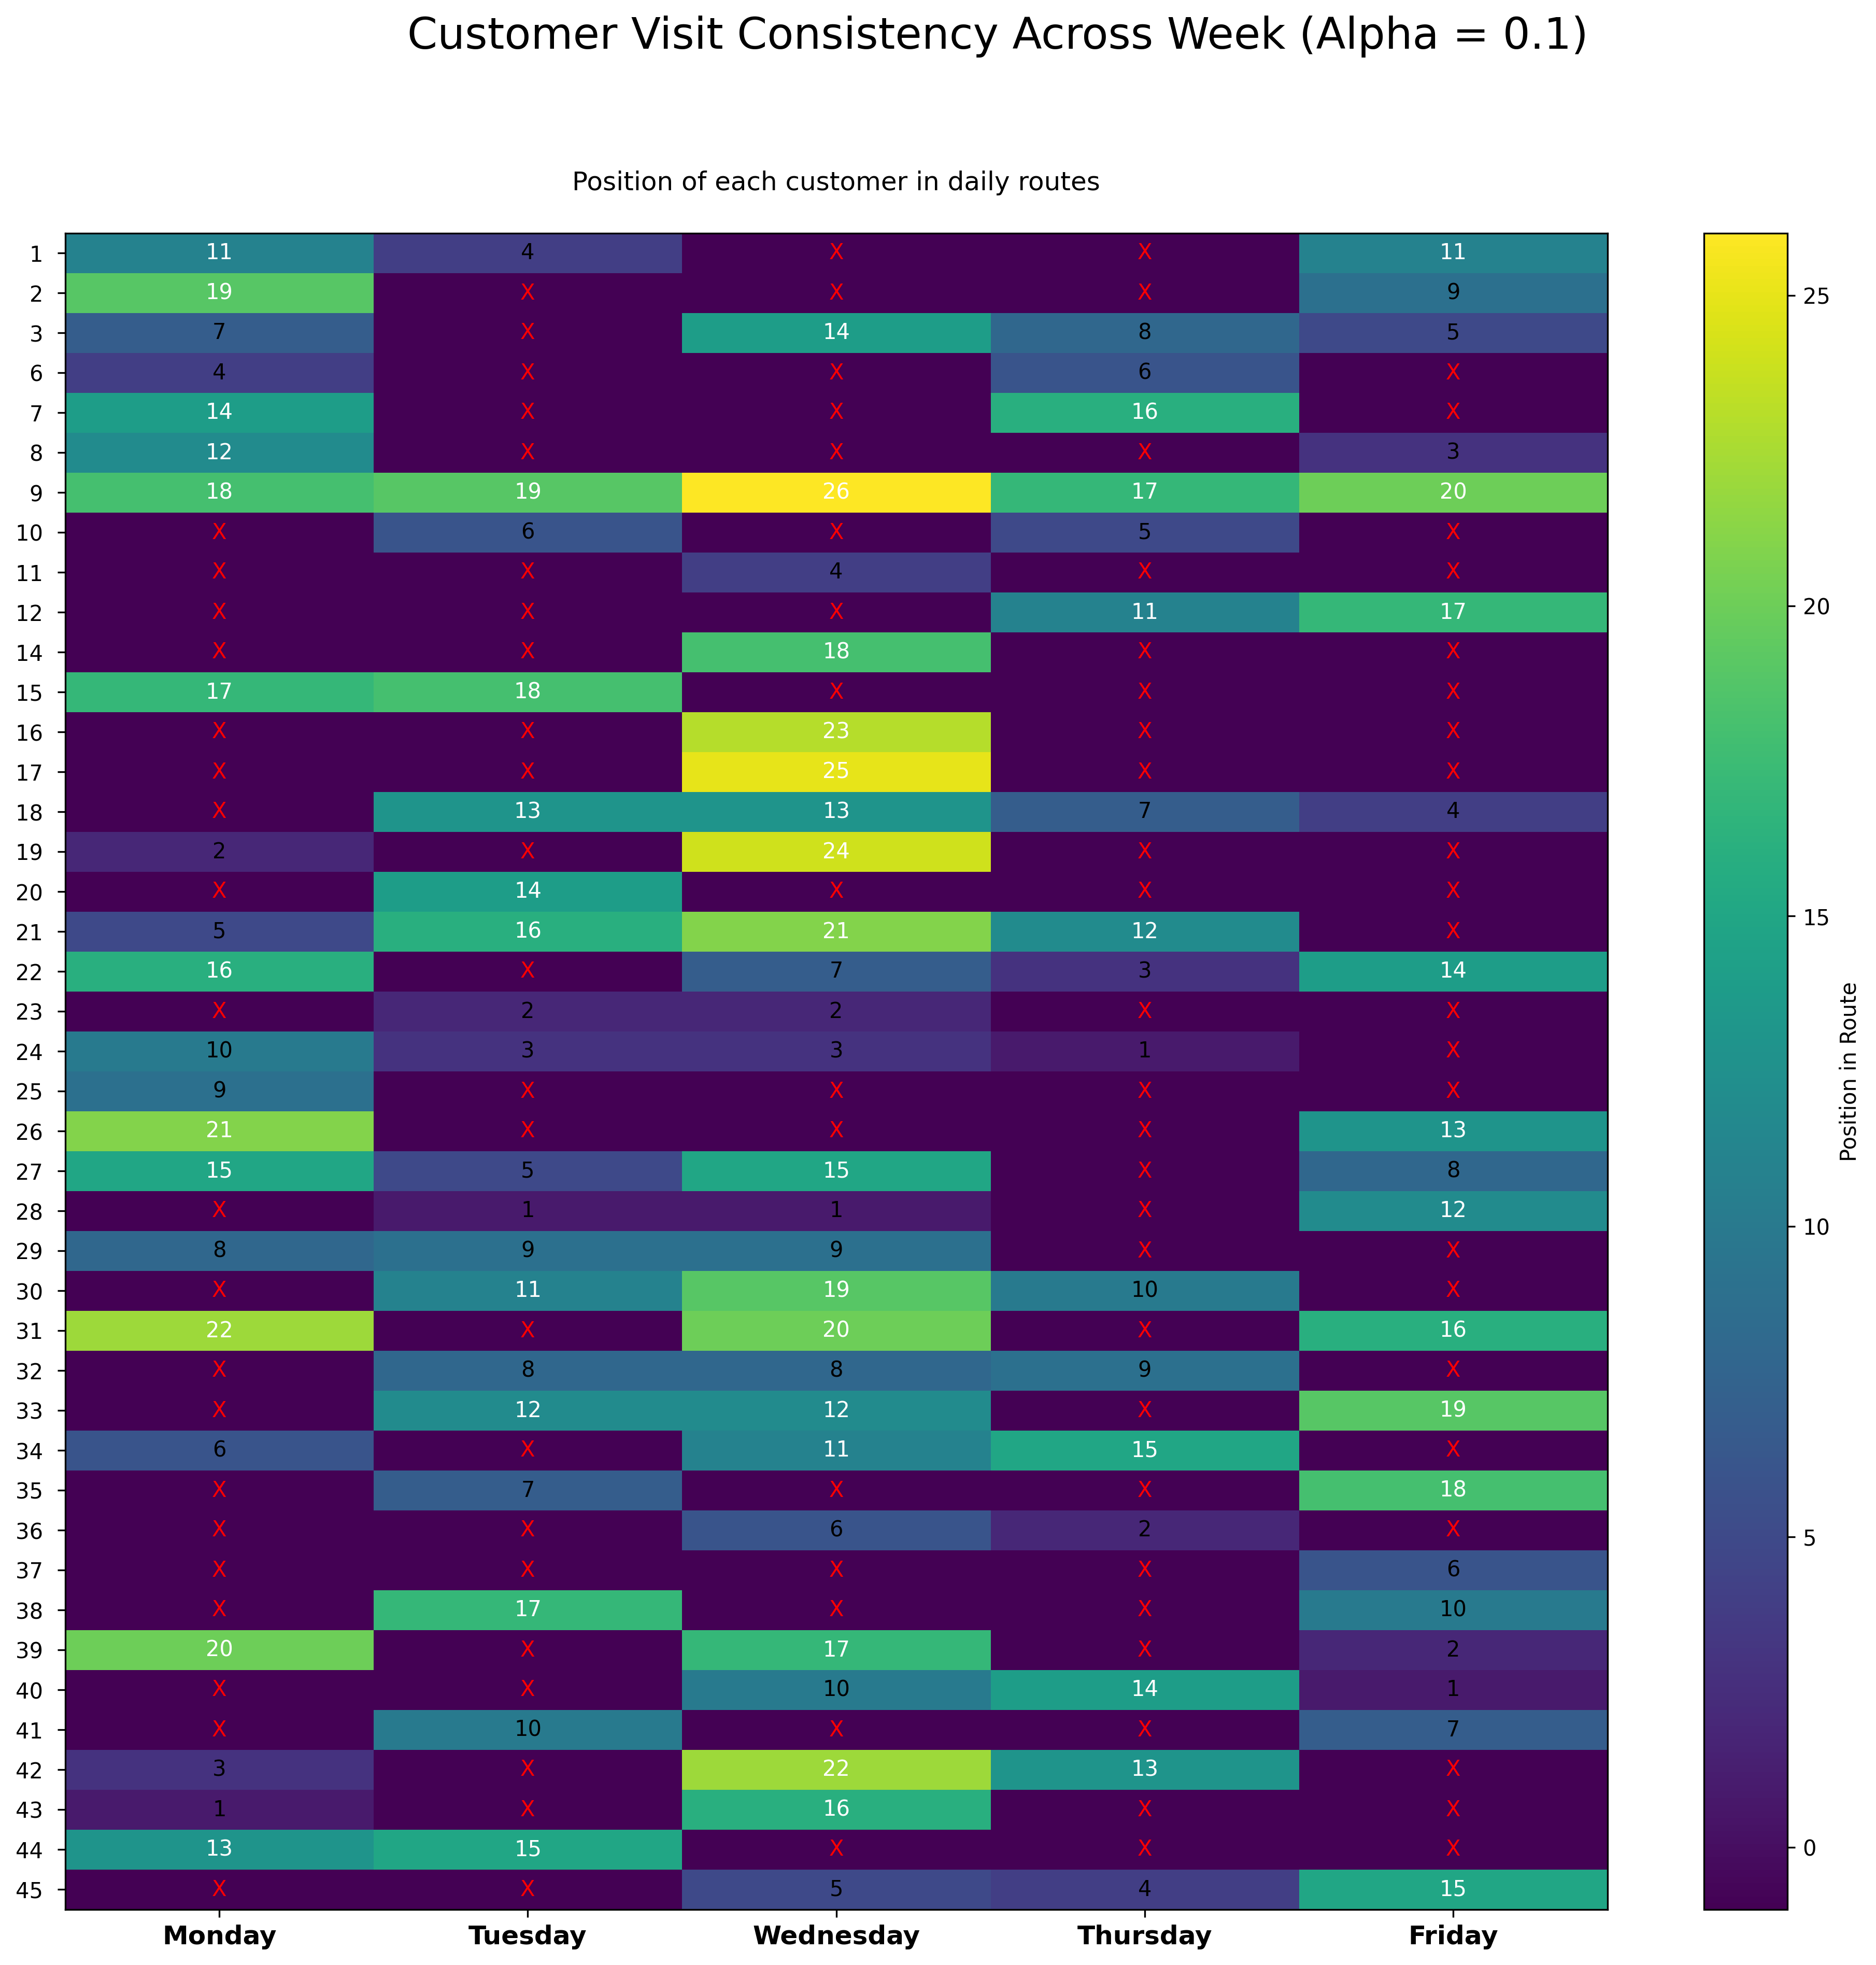 Customer Visit Consistency Across Week (Alpha = 0.1)
Position of each customer in daily routes
1 11 4 X X 11
2 19 X X X 9
3 7 X 14 8 5
6 4 X X 6 X
7 14 X X 16 X
8 12 X X X 3
9 18 19 26 17 20
10 X 6 X 5 X
11 X X 4 X X
12 X X X 11 17
14 X X 18 X X
15 17 18 X X X
16 X X 23 X X
17 X X 25 X X
18 X 13 13 7 4
19 2 X 24 X X
20 X 14 X X X
21 5 16 21 12 X
22 16 X 7 3 14
23 X 2 2 X X
24 10 3 3 1 X
25 9 X X X X
26 21 X X X 13
27 15 5 15 X 8
28 X 1 1 X 12
29 8 9 9 X X
30 X 11 19 10 X
31 22 X 20 X 16
32 X 8 8 9 X
33 X 12 12 X 19
34 6 X 11 15 X
35 X 7 X X 18
36 X X 6 2 X
37 X X X X 6
38 X 17 X X 10
39 20 X 17 X 2
40 X X 10 14 1
41 X 10 X X 7
42 3 X 22 13 X
43 1 X 16 X X
44 13 15 X X X
45 X X 5 4 15
Monday Tuesday Wednesday Thursday Friday
25
20
15
10
5
0
Position in Route